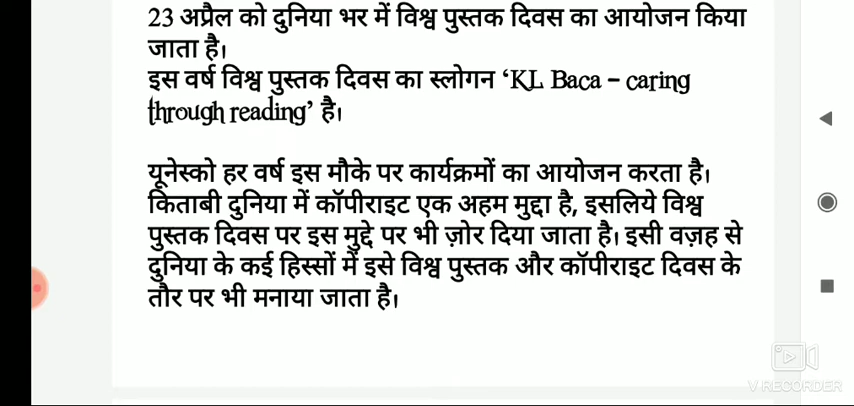 23 अप्रैल को दुनिया भर में विश्व पुस्तक दिवस का आयोजन किया
जाता है।
इस वर्ष विश्व पुस्तक दिवस का स्लोगन ‘KL Baca – caring
through reading’ है।
यूनेस्को हर वर्ष इस मौके पर कार्यक्रमों का आयोजन करता है।
किताबी दुनिया में कॉपीराइट एक अहम मुद्दा है, इसलिये विश्व
पुस्तक दिवस पर इस मुद्दे पर भी ज़ोर दिया जाता है। इसी वज़ह से
दुनिया के कई हिस्सों में इसे विश्व पुस्तक और कॉपीराइट दिवस के
तौर पर भी मनाया जाता है।
V RECORDER